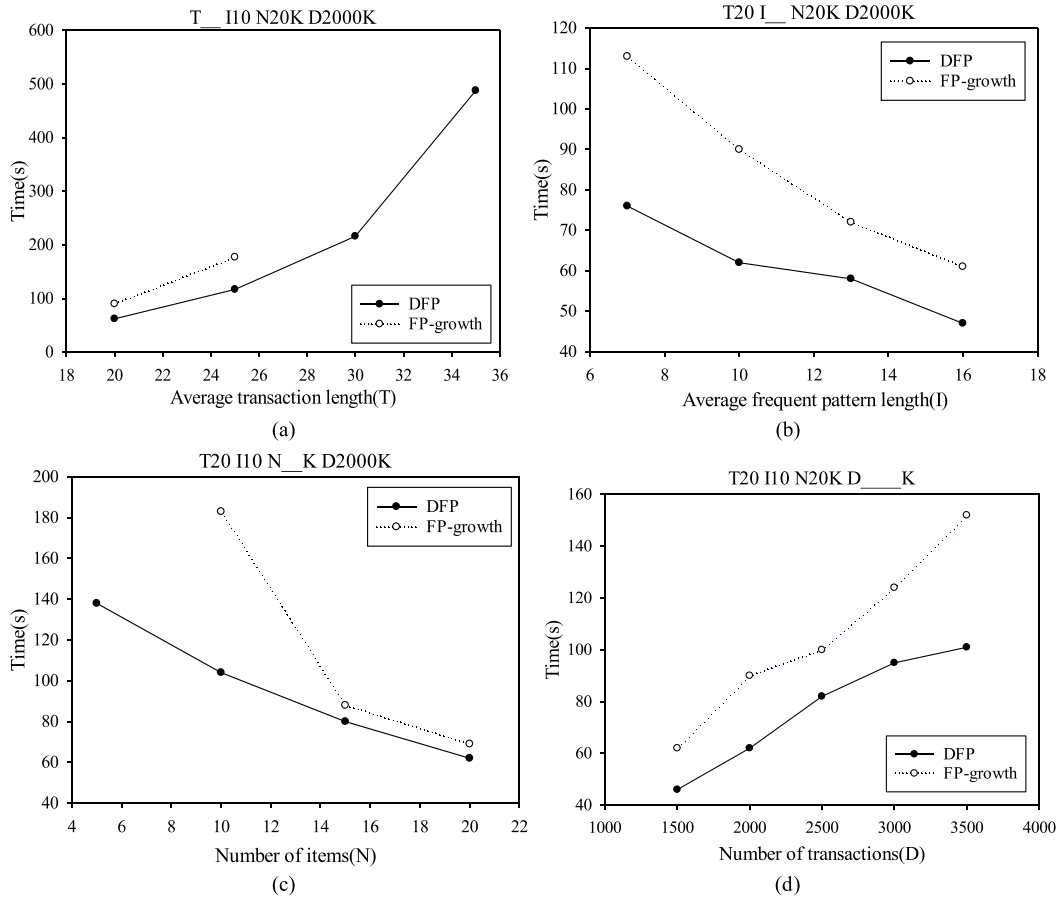 T__ I10 N20K D2000K
600
500
400
300
200
100
0
Time(s)
DFP
FP-growth
18 20 22 24 26 28 30 32 34 36
Average transaction length(T)
(a)
T20 I__ N20K D2000K
120
110
100
90
80
70
60
50
40
Time(s)
DFP
FP-growth
6 8 10 12 14 16 18
Average frequent pattern length(I)
(b)
T20 I10 N__K D2000K
200
180
160
140
120
100
80
60
40
Time(s)
DFP
FP-growth
4 6 8 10 12 14 16 18 20 22
Number of items(N)
(c)
T20 I10 N20K D____K
160
140
120
100
80
60
40
Time(s)
DFP
FP-growth
1000 1500 2000 2500 3000 3500 4000
Number of transactions(D)
(d)